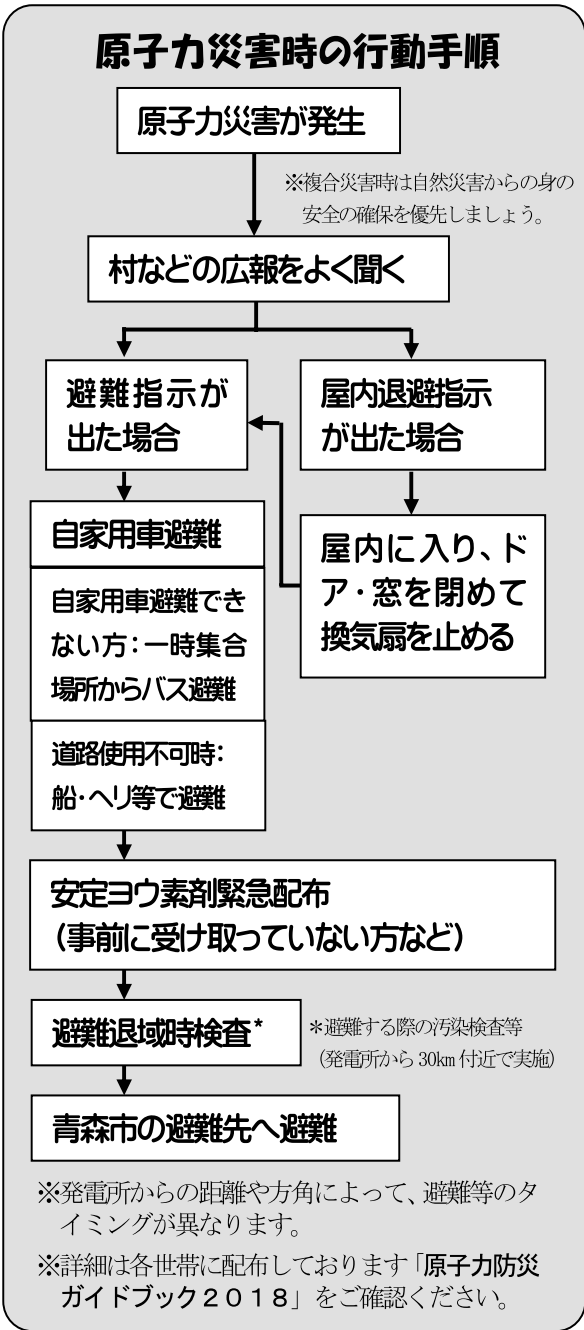 原子力災害時の行動手順
原子力災害が発生
※複合災害時は自然災害からの身の
安全の確保を優先しましょう。
村などの広報をよく聞く
避難指示が
出た場合
屋内退避指示
が出た場合
自家用車避難
自家用車避難でき
ない方：一時集合
場所からバス避難
道路使用不可時：
船・ヘリ等で避難
屋内に入り、ド
ア・窓を閉めて
換気扇を止める
安定ヨウ素剤緊急配布
（事前に受け取っていない方など）
避難退域時検査*
＊避難する際の汚染検査等
（発電所から30km付近で実施）
青森市の避難先へ避難
※発電所からの距離や方角によって、避難等のタ
イミングが異なります。
※詳細は各世帯に配布しております「原子力防災
ガイドブック２０１８」をご確認ください。